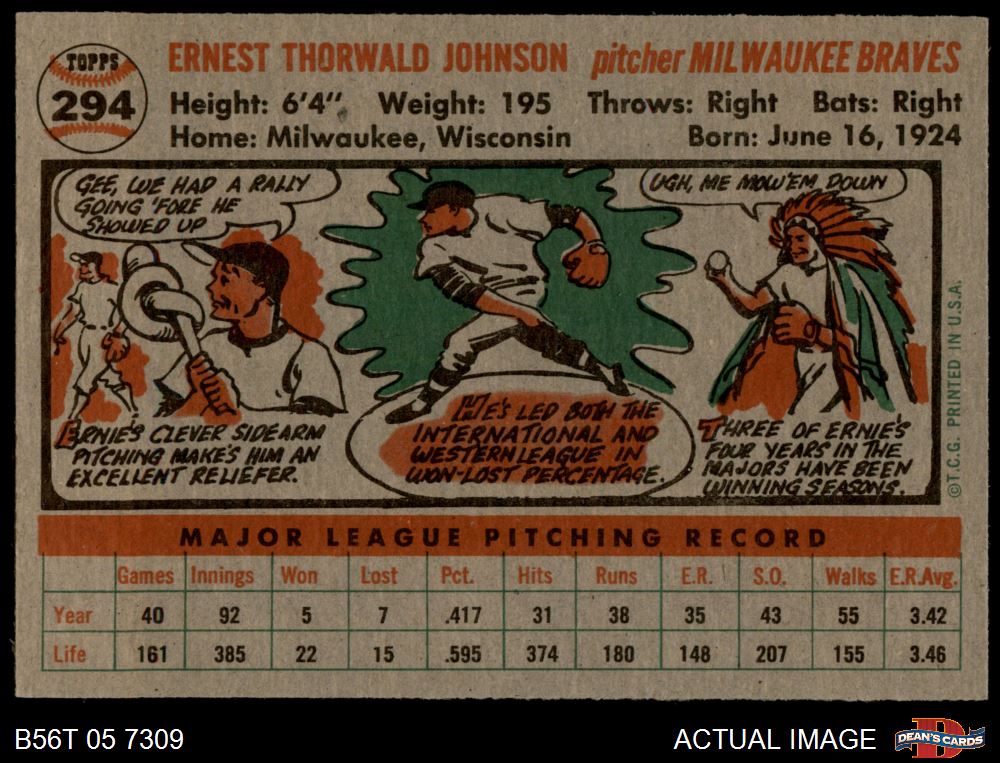 TOPPS
294
ERNEST THORWALD JOHNSON pitcher MILWAUKEE BRAVES
Height: 6'4" Weight: 195 Throws: Right Bats: Right
Home: Milwaukee, Wisconsin Born: June 16, 1924
GEE, WE HAD A RALLY
GOING 'FORE HE
SHOWED UP
UGH, ME MOW'EM DOWN
ERNIE'S CLEVER SIDEARM
PITCHING MAKE'S HIM AN
EXCELLENT RELIEFER.
HE'S LED BOTH THE
INTERNATIONAL AND
WESTERN LEAGUE IN
WON-LOST PERCENTAGE.
THREE OF ERNIE'S
FOUR YEARS IN THE
MAJORS HAVE BEEN
WINNING SEASONS.
©T.C.G. PRINTED IN U.S.A.
MAJOR LEAGUE PITCHING RECORD
Games Innings Won Lost Pct. Hits Runs E.R. S.O. Walks E.R.Avg.
Year 40 92 5 7 .417 31 38 35 43 55 3.42
Life 161 385 22 15 .595 374 180 148 207 155 3.46
B56T 05 7309 ACTUAL IMAGE DEAN'S CARDS